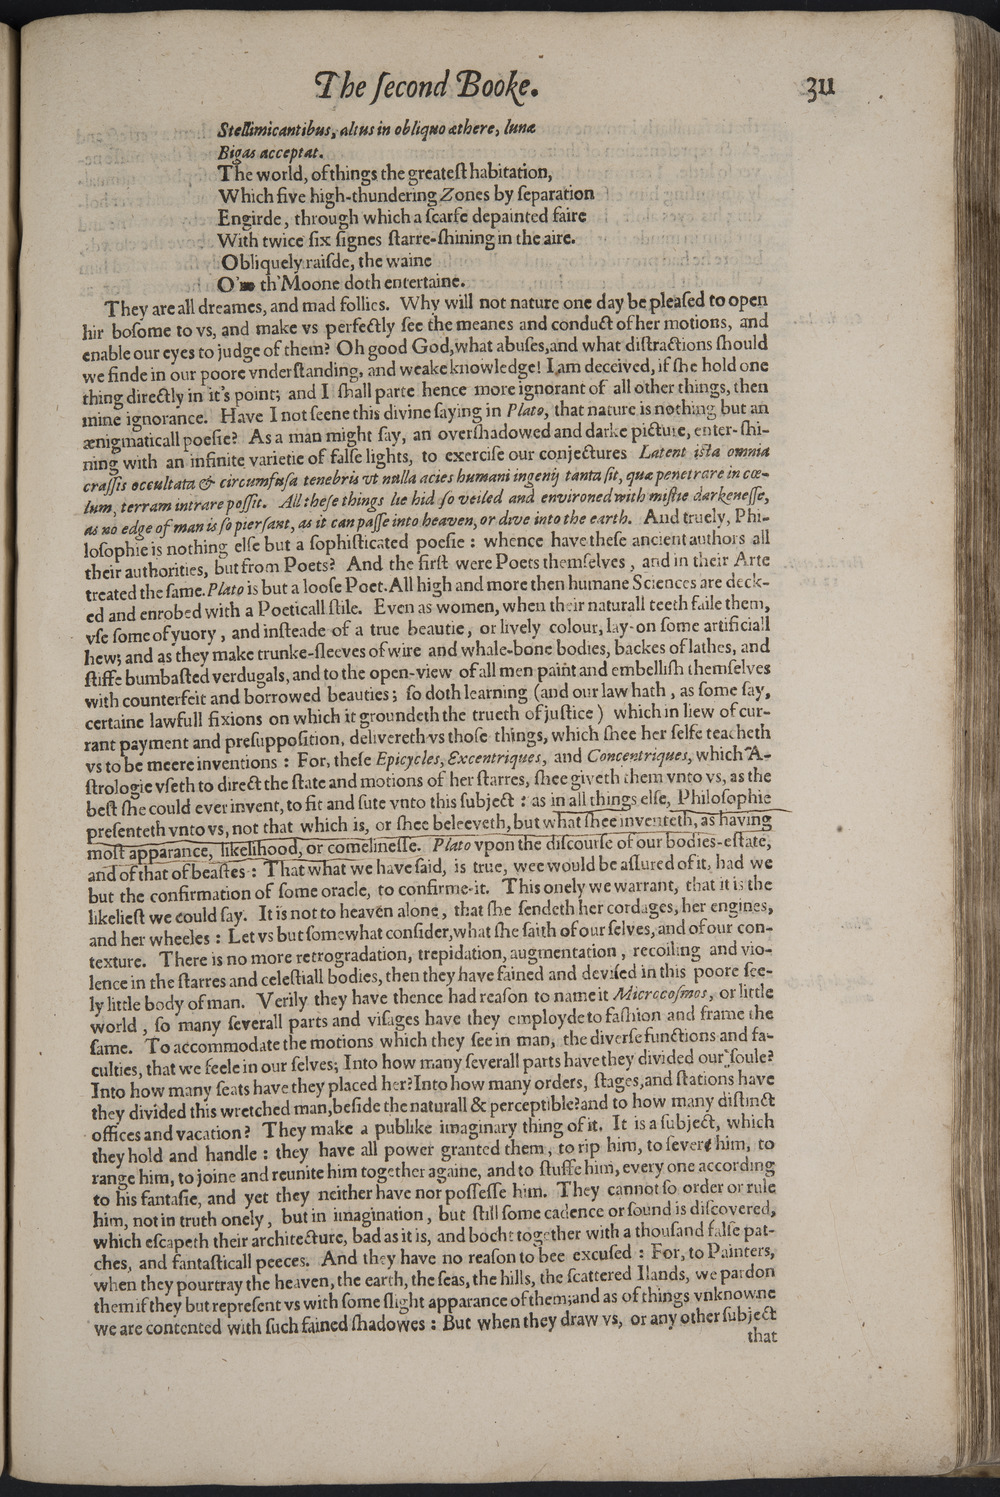 The ſecond Booke. 311
Stellimicantibus, altus in obliquo æthere, lunæ
Bigas acceptat.
The world, of things the greateſt habitation,
Which five high-thundering Zones by ſeparation
Engirde, through which a ſcarfe depainted faire
With twice ſix ſignes ſtarre-ſhining in the aire.
Obliquely raiſde, the waine
O' th'Moone doth entertaine.
They are all dreames, and mad follies. Why will not nature one day be pleaſed to open
hir boſome to vs, and make vs perfectly ſee the meanes and conduct of her motions, and
enable our eyes to judge of them? Oh good God, what abuſes, and what diſtractions ſhould
we finde in our poore vnderſtanding, and weake knowledge! I am deceived, if ſhe hold one
thing directly in it's point; and I ſhall parte hence more ignorant of all other things, then
mine ignorance. Have I not ſeene this divine ſaying in Plato, that nature is nothing but an
ænigmaticall poeſie? As a man might ſay, an overſhadowed and darke picture, enter-ſhi-
ning with an infinite varietie of falſe lights, to exerciſe our conjectures Latent iſta omnia
craſſis occultata & circumfuſa tenebris vt nulla acies humani ingenij tanta ſit, quæ penetrare in cæ-
lum, terram intrare poſſit. All theſe things lie hid ſo veiled and environed with miſtie darkeneſſe,
as no edge of man is ſo pierſant, as it can paſſe into heaven, or dive into the earth. And truely, Phi-
loſophie is nothing elſe but a ſophiſticated poeſie : whence have theſe ancient authors all
their authorities, but from Poets? And the firſt were Poets themſelves, and in their Arte
treated the ſame. Plato is but a looſe Poet. All high and more then humane Sciences are deck-
ed and enrobed with a Poeticall ſtile. Even as women, when their naturall teeth faile them,
vſe ſome of yuory, and inſteade of a true beautie, or lively colour, lay-on ſome artificiall
hew; and as they make trunke-ſleeves of wire and whale-bone bodies, backes of lathes, and
ſtiffe bumbaſted verdugals, and to the open-view of all men paint and embelliſh themſelves
with counterfeit and borrowed beauties; ſo doth learning (and our law hath, as ſome ſay,
certaine lawfull fixions on which it groundeth the trueth of juſtice) which in liew of cur-
rant payment and preſuppoſition, delivereth vs thoſe things, which ſhee her ſelfe teacheth
vs to be meere inventions : For, theſe Epicycles, Excentriques, and Concentriques, which A-
ſtrologie vſeth to direct the ſtate and motions of her ſtarres, ſhee giveth them vnto vs, as the
beſt ſhe could ever invent, to fit and ſute vnto this ſubject : as in all things elſe, Philoſophie
preſenteth vnto vs, not that which is, or ſhee beleeveth, but what ſhee inventeth, as having
moſt apparance, likelihood, or comelineſſe. Plato vpon the diſcourſe of our bodies-eſtate,
and of that of beaſtes : That what we have ſaid, is true, wee would be aſſured of it, had we
but the confirmation of ſome oracle, to confirme-it. This onely we warrant, that it is the
likelieſt we could ſay. It is not to heaven alone, that ſhe ſendeth her cordages, her engines,
and her wheeles : Let vs but ſomewhat conſider, what ſhe ſaith of our ſelves, and of our con-
texture. There is no more retrogradation, trepidation, augmentation, recoiling and vio-
lence in the ſtarres and celeſtiall bodies, then they have fained and deviſed in this poore ſee-
ly little body of man. Verily they have thence had reaſon to name it Microcoſmos, or little
world, ſo many ſeverall parts and viſages have they employde to faſhion and frame the
ſame. To accommodate the motions which they ſee in man, the diverſe functions and fa-
culties, that we feele in our ſelves; Into how many ſeverall parts have they divided our ſoule?
Into how many ſeats have they placed her? Into how many orders, ſtages, and ſtations have
they divided this wretched man, beſide the naturall & perceptible? and to how many diſtinct
offices and vacation? They make a publike imaginary thing of it. It is a ſubject, which
they hold and handle : they have all power granted them, to rip him, to ſever him, to
range him, to joine and reunite him together againe, and to ſtuffe him, every one according
to his fantaſie, and yet they neither have nor poſſeſſe him. They cannot ſo order or rule
him, not in truth onely, but in imagination, but ſtill ſome cadence or ſound is diſcovered,
which eſcapeth their architecture, bad as it is, and bocht together with a thouſand falſe pat-
ches, and fantaſticall peeces. And they have no reaſon to bee excuſed : For, to Painters,
when they pourtray the heaven, the earth, the ſeas, the hills, the ſcattered Ilands, we pardon
them if they but repreſent vs with ſome ſlight apparance of them; and as of things vnknowne
we are contented with ſuch fained ſhadowes : But when they draw vs, or any other ſubject
that